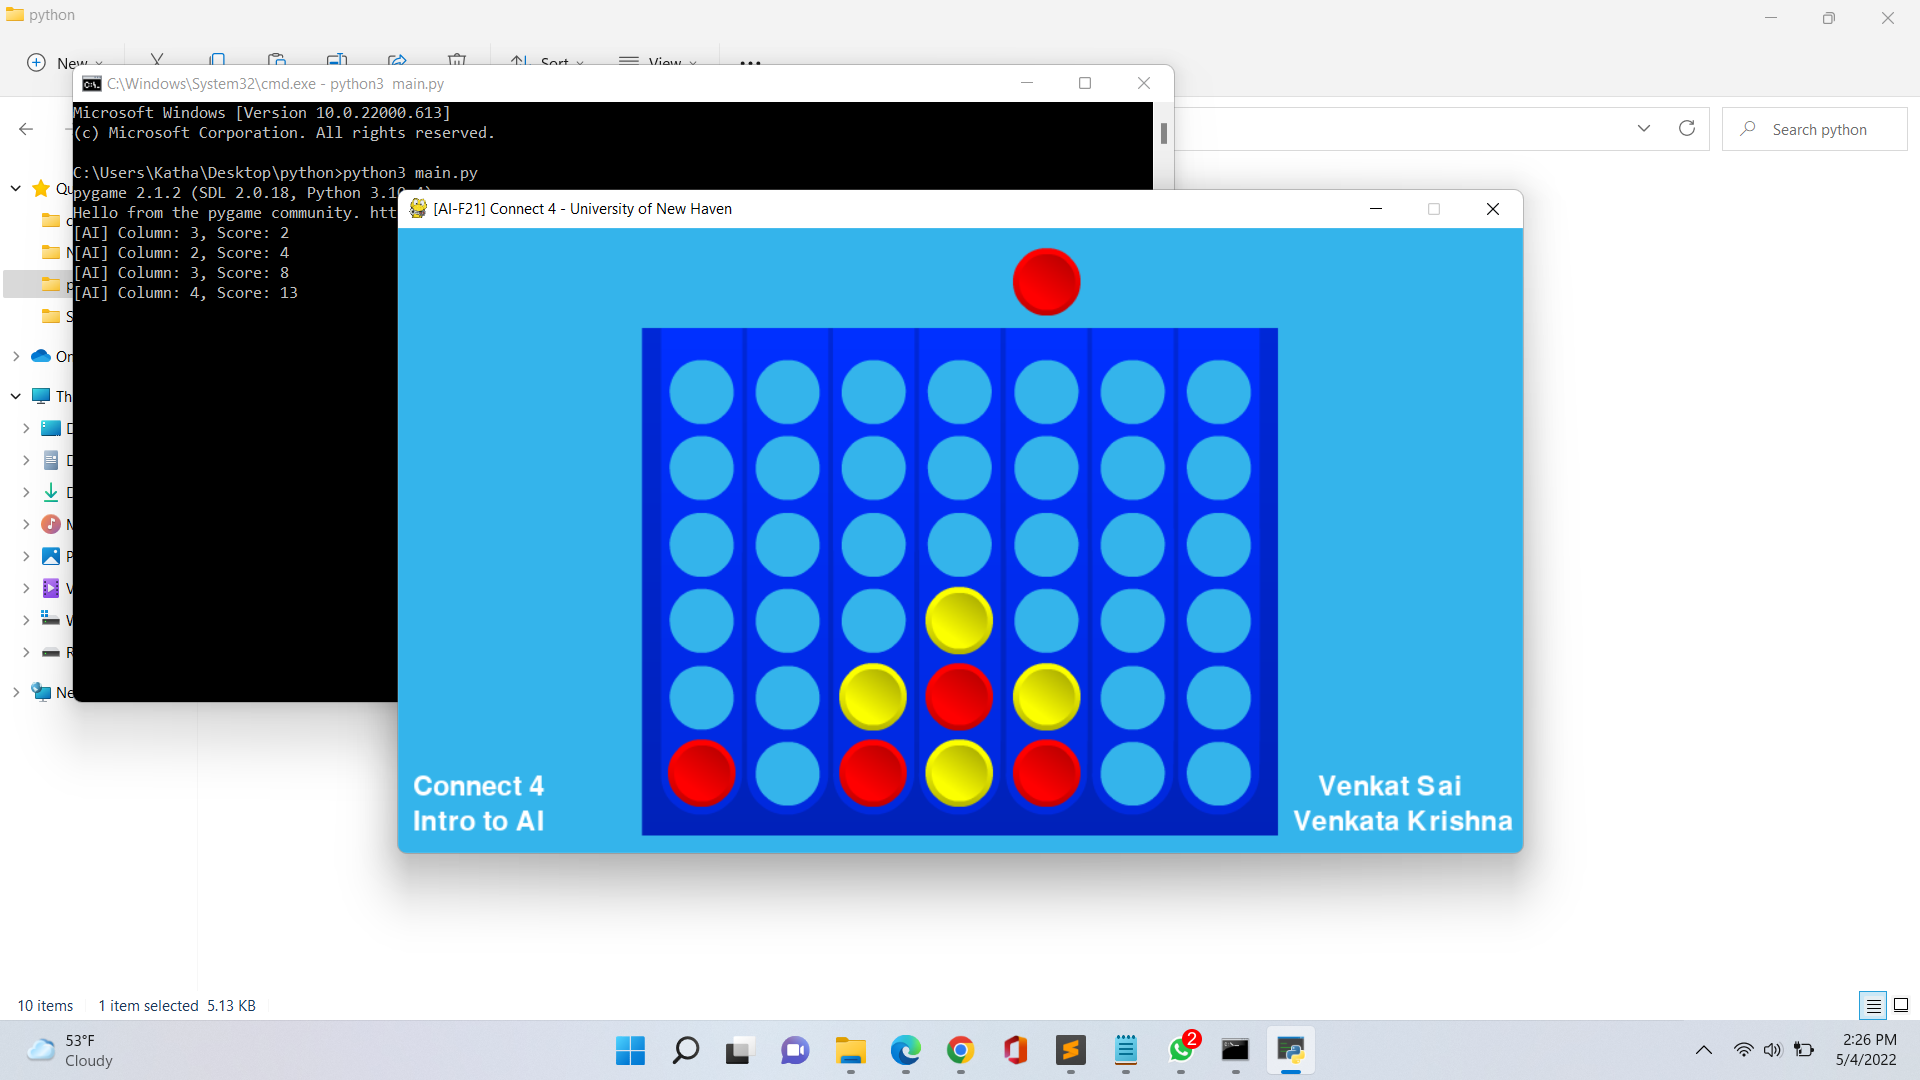 python
New
Sort
View
C:\Windows\System32\cmd.exe - python3  main.py
Microsoft Windows [Version 10.0.22000.613]
(c) Microsoft Corporation. All rights reserved.
C:\Users\Katha\Desktop\python>python3 main.py
pygame 2.1.2 (SDL 2.0.18, Python 3.10.4)
Hello from the pygame community.
[AI] Column: 3, Score: 2
[AI] Column: 2, Score: 4
[AI] Column: 3, Score: 8
[AI] Column: 4, Score: 13
Search python
[AI-F21] Connect 4 - University of New Haven
Connect 4
Intro to AI
Venkat Sai
Venkata Krishna
10 items
1 item selected
5.13 KB
53°F
Cloudy
2
2:26 PM
5/4/2022